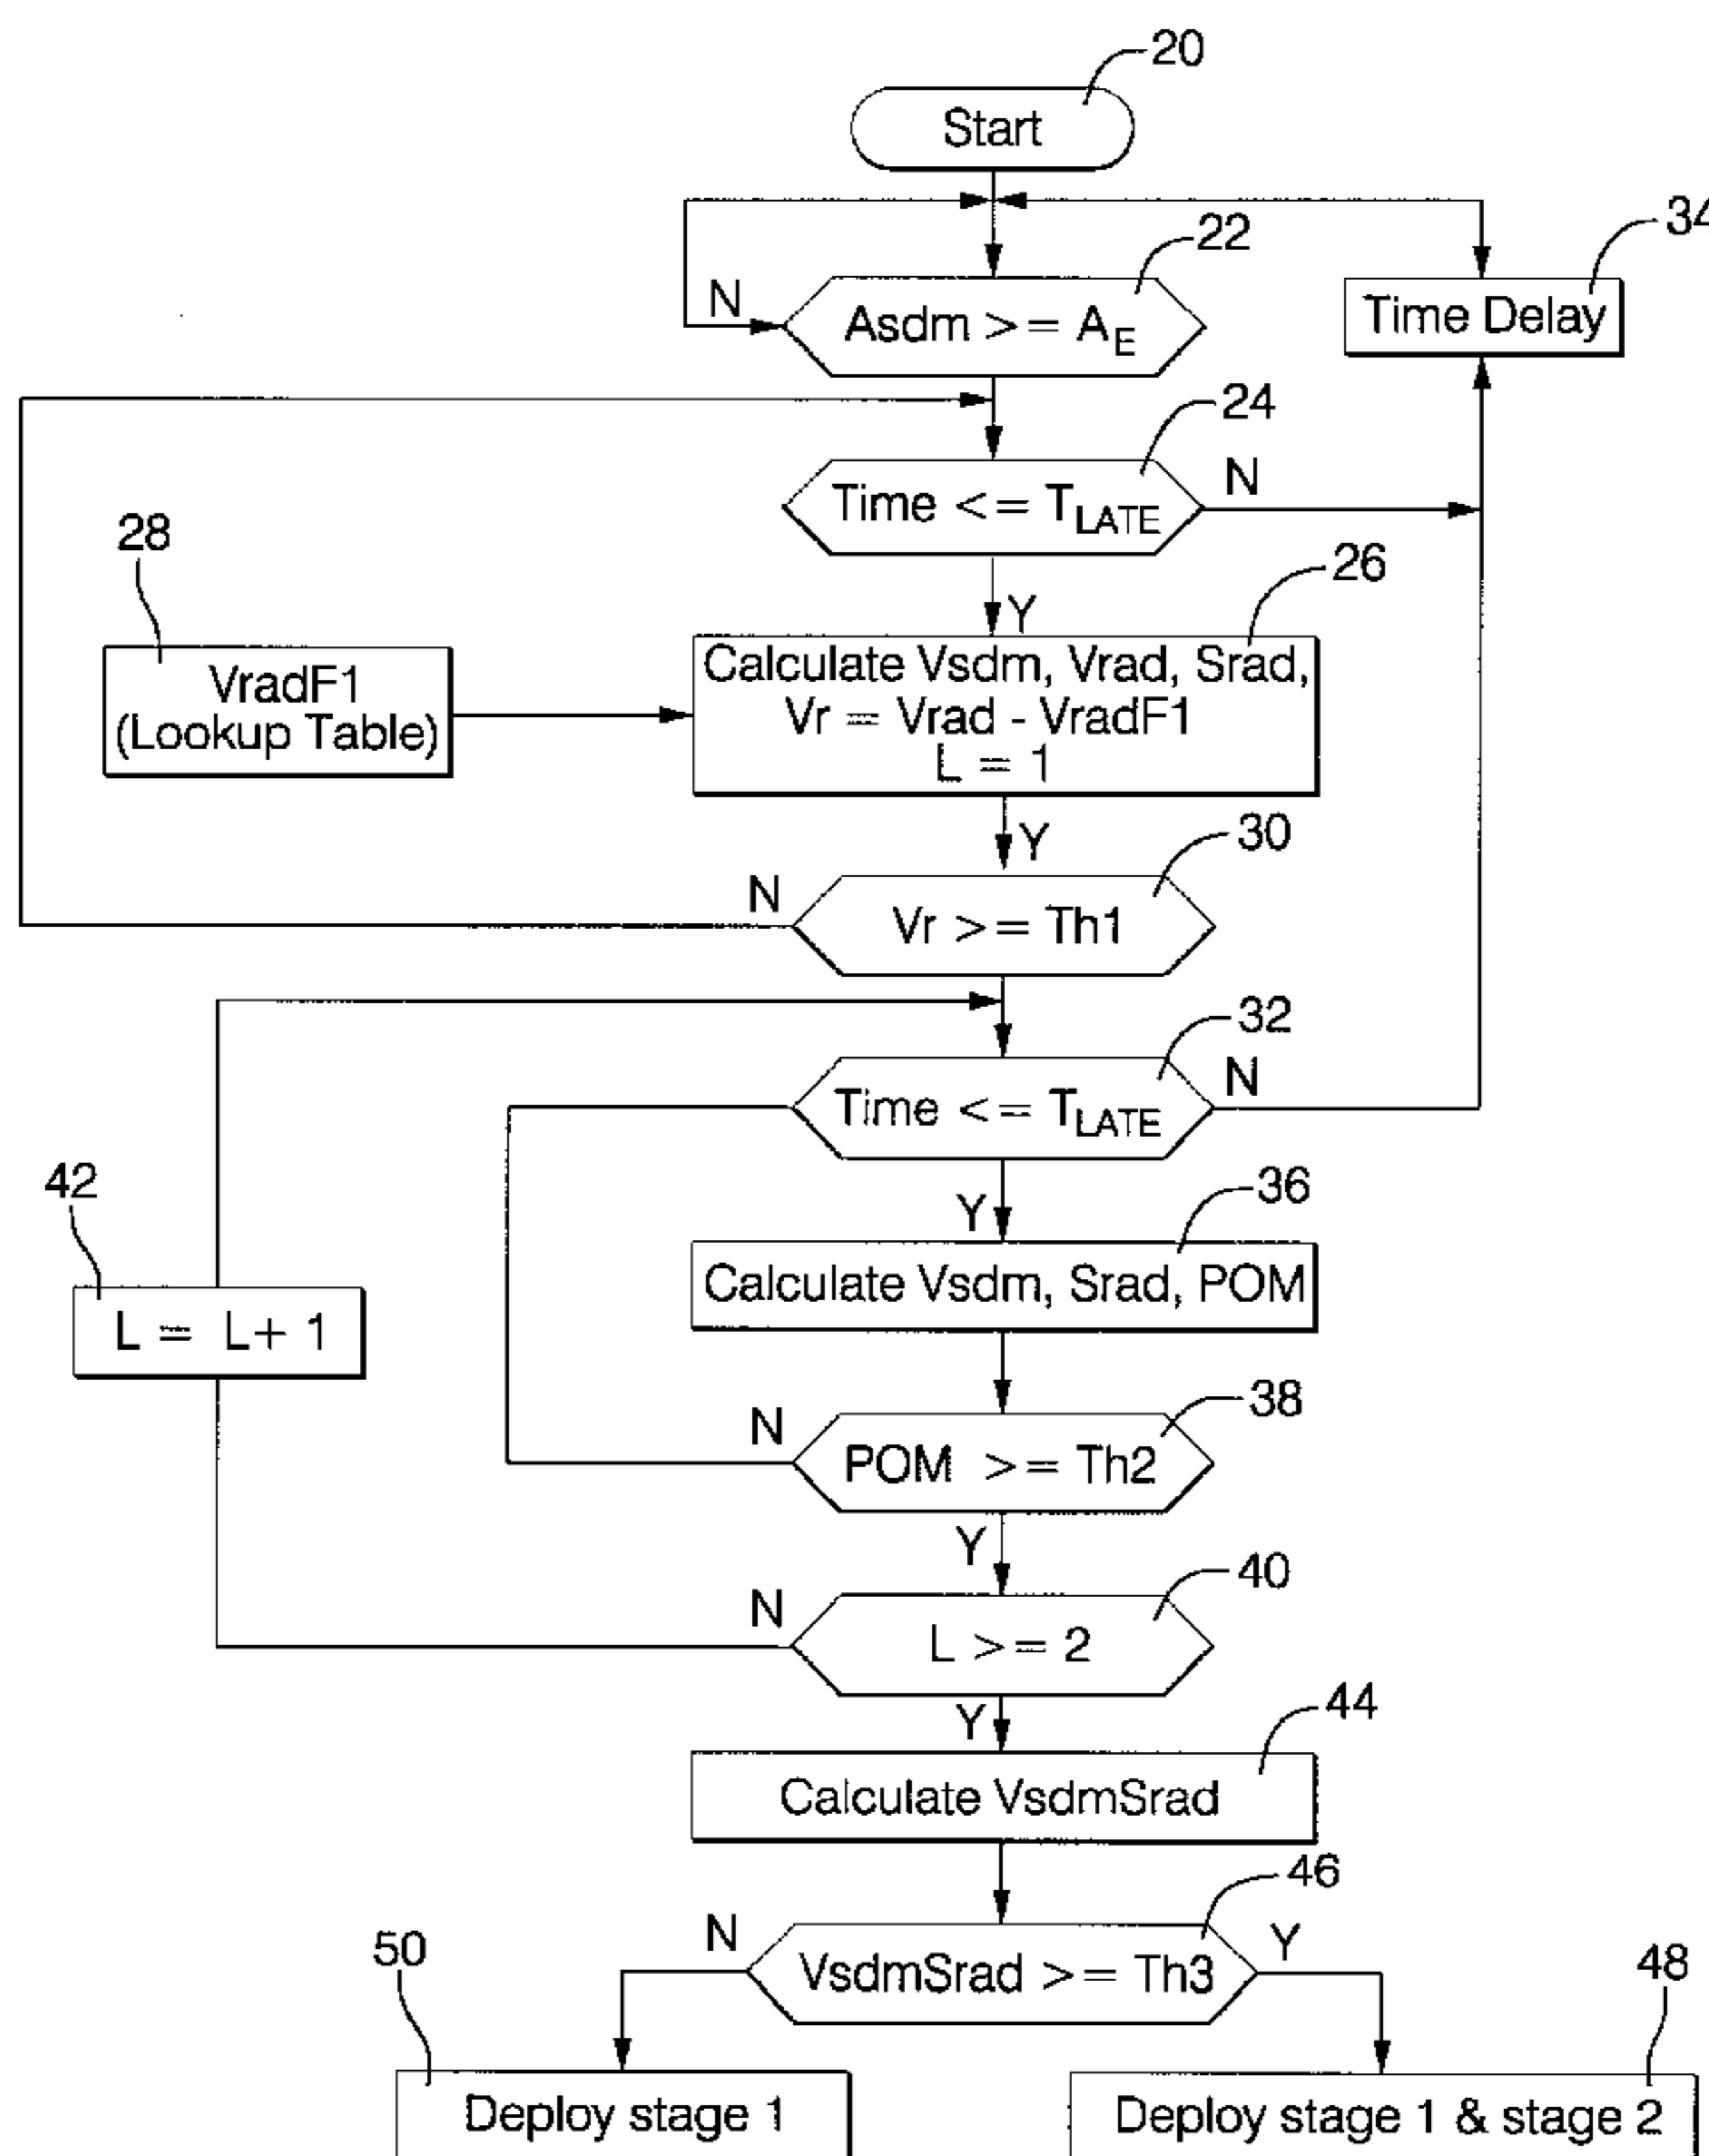 20
Start
34
22
N
Asdm >= AE
Time Delay
24
N
Time <= TLATE
28
26
Y
VradF1
(Lookup Table)
Calculate Vsdm, Vrad, Srad,
Vr = Vrad - VradF1
L = 1
Y
30
N
Vr >= Th1
32
N
Time <= TLATE
42
36
Y
L = L+ 1
Calculate Vsdm, Srad, POM
38
N
POM >= Th2
Y
40
N
L >= 2
Y
44
Calculate VsdmSrad
46
N
Y
VsdmSrad >= Th3
50
48
Deploy stage 1
Deploy stage 1 & stage 2